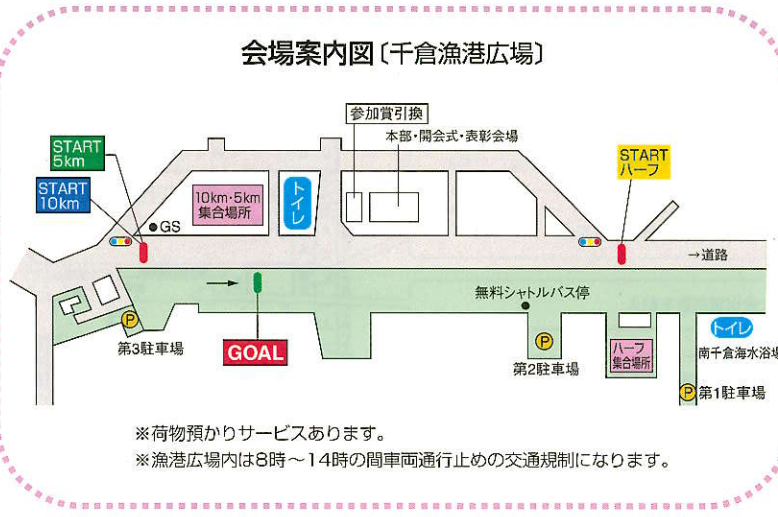 会場案内図〔千倉漁港広場〕
参加賞引換
本部・開会式・表彰会場
START
5km
START
10km
START
ハーフ
10km・5km
集合場所
トイレ
GS
→道路
無料シャトルバス停
GOAL
P
第3駐車場
P
第2駐車場
ハーフ
集合場所
トイレ
南千倉海水浴場
P
第1駐車場
※荷物預かりサービスあります。
※漁港広場内は8時～14時の間車両通行止めの交通規制になります。